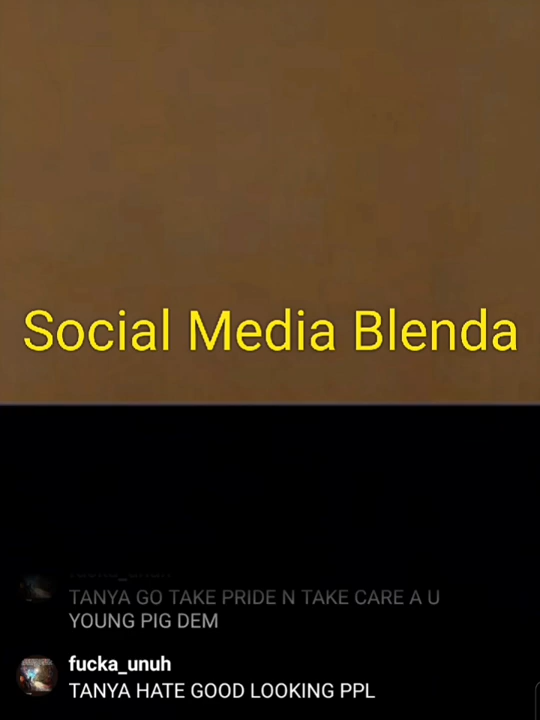 Social Media Blenda
TANYA GO TAKE PRIDE N TAKE CARE A U
YOUNG PIG DEM
fucka_unuh
TANYA HATE GOOD LOOKING PPL